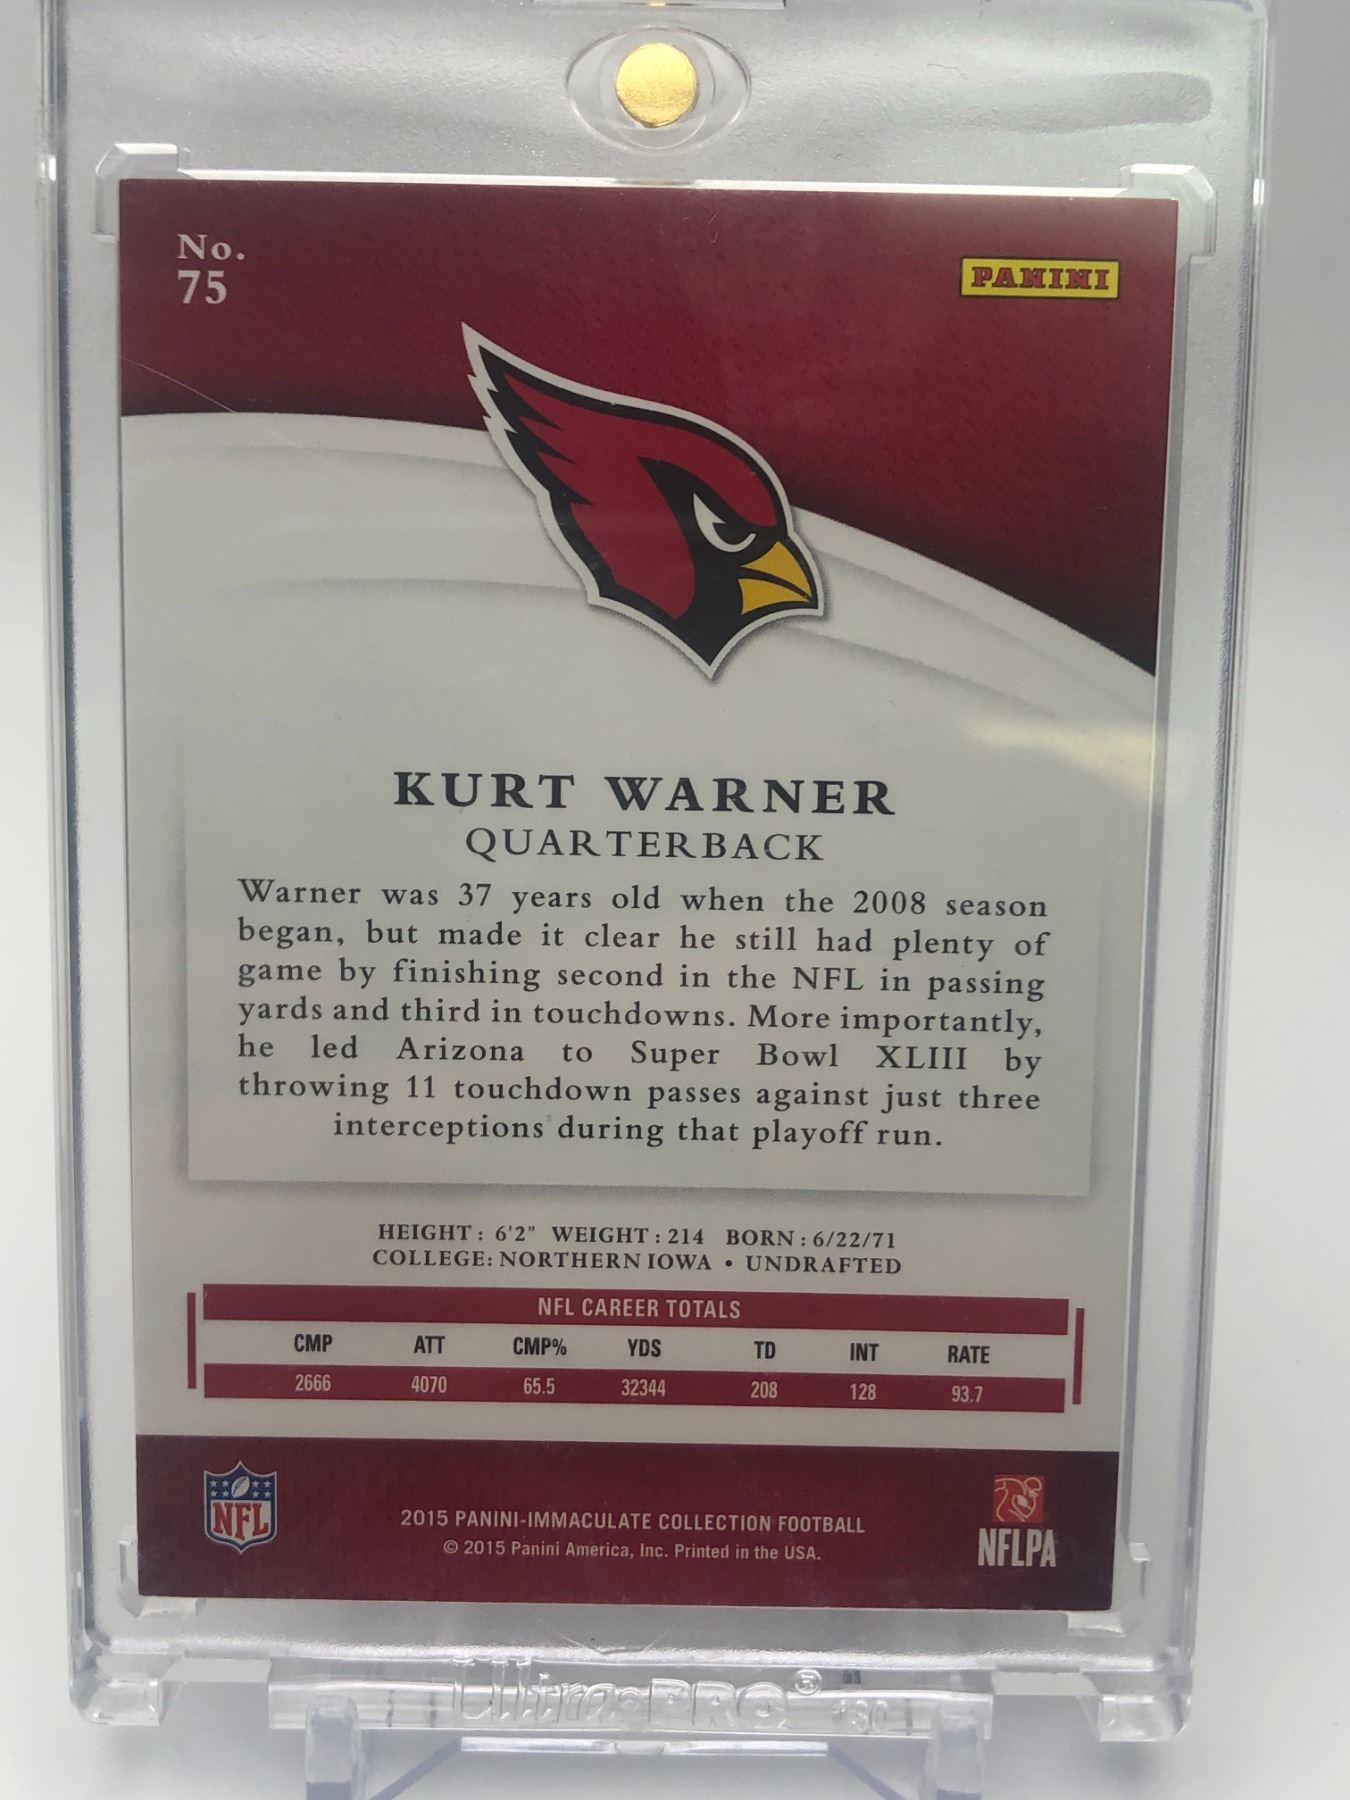 No.
75
PANINI
KURT WARNER
QUARTERBACK
Warner was 37 years old when the 2008 season
began, but made it clear he still had plenty of
game by finishing second in the NFL in passing
yards and third in touchdowns. More importantly,
he led Arizona to Super Bowl XLIII by
throwing 11 touchdown passes against just three
interceptions during that playoff run.
HEIGHT: 6'2" WEIGHT: 214 BORN: 6/22/71
COLLEGE: NORTHERN IOWA • UNDRAFTED
NFL CAREER TOTALS
CMP ATT CMP% YDS TD INT RATE
2666 4070 65.5 32344 208 128 93.7
NFL
2015 PANINI-IMMACULATE COLLECTION FOOTBALL
© 2015 Panini America, Inc. Printed in the USA.
NFLPA
Ultra PRO®